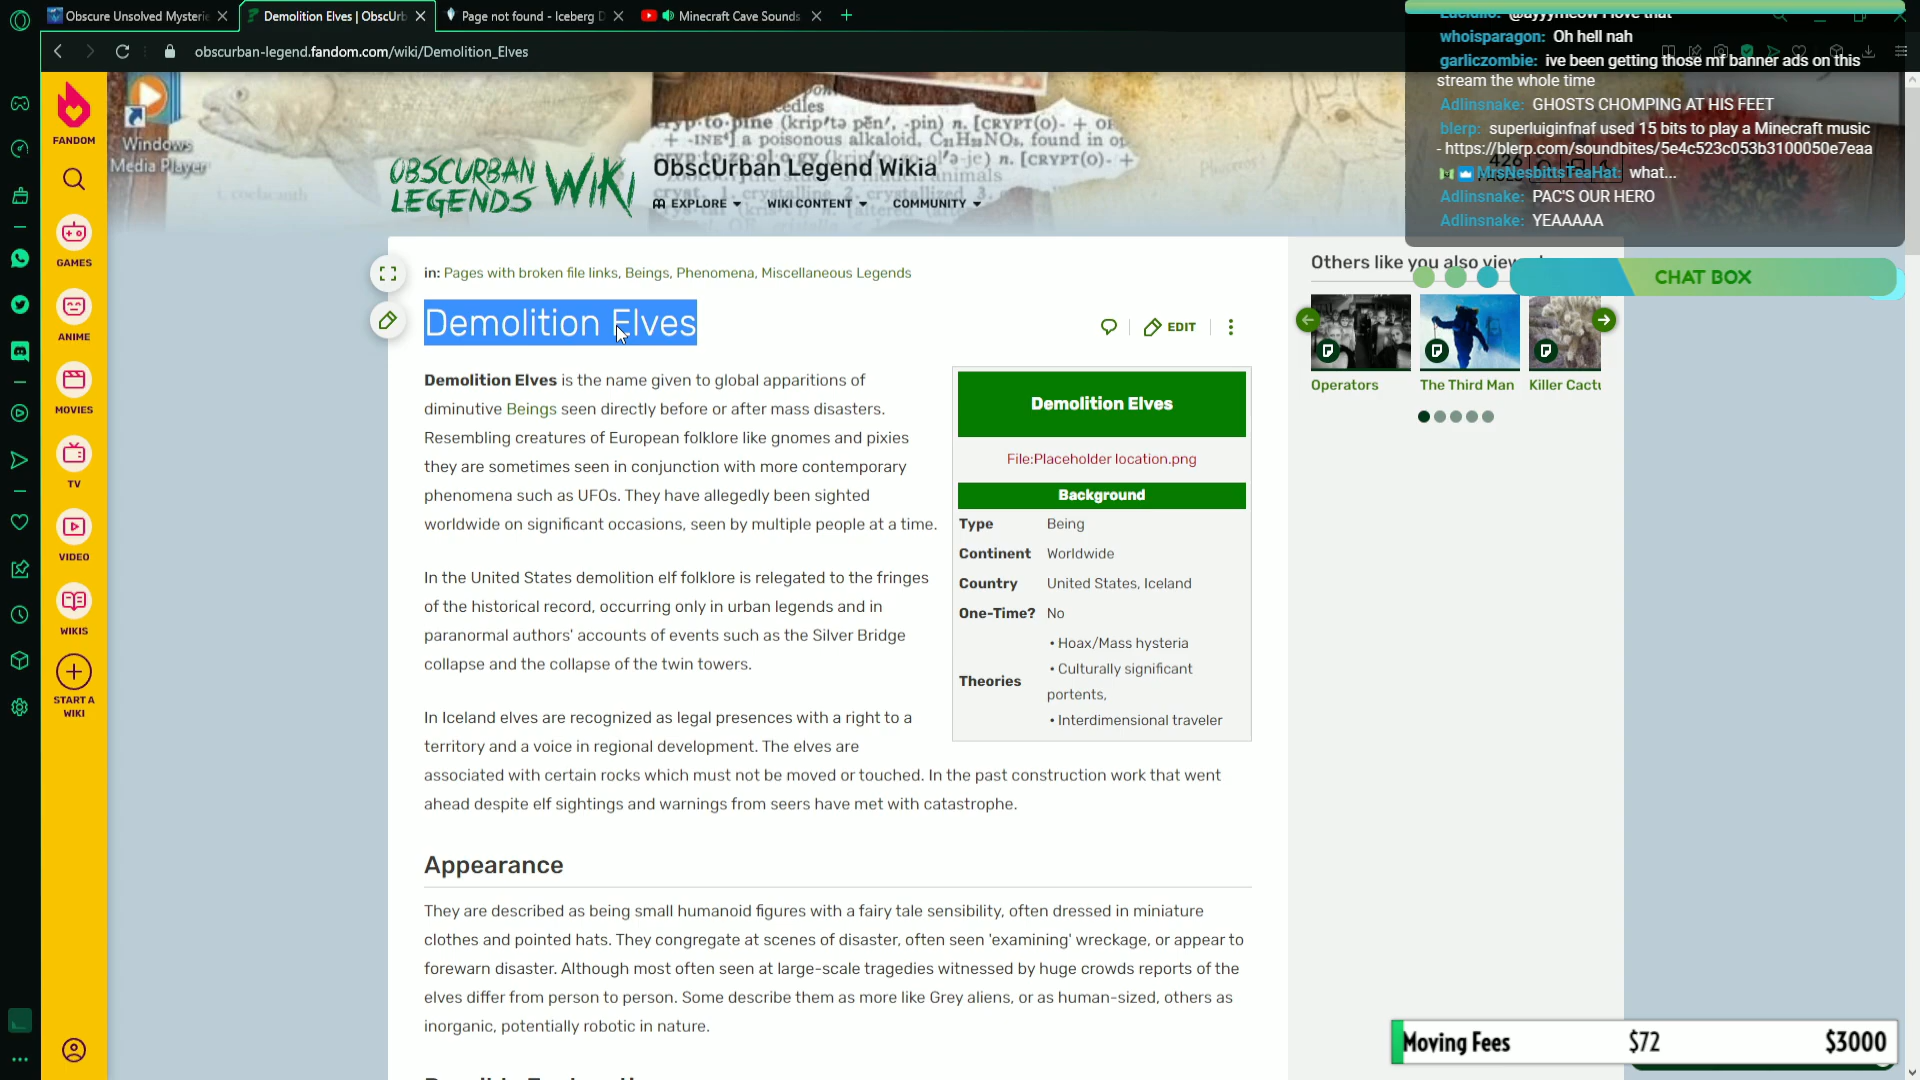 Obscure Unsolved Mysterie
Demolition Elves | ObscUrb
Page not found - Iceberg D
Minecraft Cave Sounds
obscurban-legend.fandom.com/wiki/Demolition_Elves
FANDOM
GAMES
ANIME
MOVIES
TV
VIDEO
WIKIS
START A
WIKI
Windows
Media Player
OBSCURBAN
LEGENDS WIKI
ObscUrban Legend Wikia
EXPLORE
WIKI CONTENT
COMMUNITY
426
PAGES
whoisparagon: Oh hell nah
garliczombie: ive been getting those mf banner ads on this
stream the whole time
Adlinsnake: GHOSTS CHOMPING AT HIS FEET
blerp: superluiginfnaf used 15 bits to play a Minecraft music
- https://blerp.com/soundbites/5e4c523c053b3100050e7eaa
MrsNesbittsTeaHat: what...
Adlinsnake: PAC'S OUR HERO
Adlinsnake: YEAAAAA
CHAT BOX
in: Pages with broken file links, Beings, Phenomena, Miscellaneous Legends
Demolition Elves
EDIT
Demolition Elves is the name given to global apparitions of
diminutive Beings seen directly before or after mass disasters.
Resembling creatures of European folklore like gnomes and pixies
they are sometimes seen in conjunction with more contemporary
phenomena such as UFOs. They have allegedly been sighted
worldwide on significant occasions, seen by multiple people at a time.
In the United States demolition elf folklore is relegated to the fringes
of the historical record, occurring only in urban legends and in
paranormal authors' accounts of events such as the Silver Bridge
collapse and the collapse of the twin towers.
In Iceland elves are recognized as legal presences with a right to a
territory and a voice in regional development. The elves are
associated with certain rocks which must not be moved or touched. In the past construction work that went
ahead despite elf sightings and warnings from seers have met with catastrophe.
Demolition Elves
File:Placeholder location.png
Background
Type Being
Continent Worldwide
Country United States, Iceland
One-Time? No
Theories
• Hoax/Mass hysteria
• Culturally significant
portents,
• Interdimensional traveler
Appearance
They are described as being small humanoid figures with a fairy tale sensibility, often dressed in miniature
clothes and pointed hats. They congregate at scenes of disaster, often seen 'examining' wreckage, or appear to
forewarn disaster. Although most often seen at large-scale tragedies witnessed by huge crowds reports of the
elves differ from person to person. Some describe them as more like Grey aliens, or as human-sized, others as
inorganic, potentially robotic in nature.
Others like you also viewed
Operators
The Third Man
Killer Cactu
Moving Fees $72 $3000